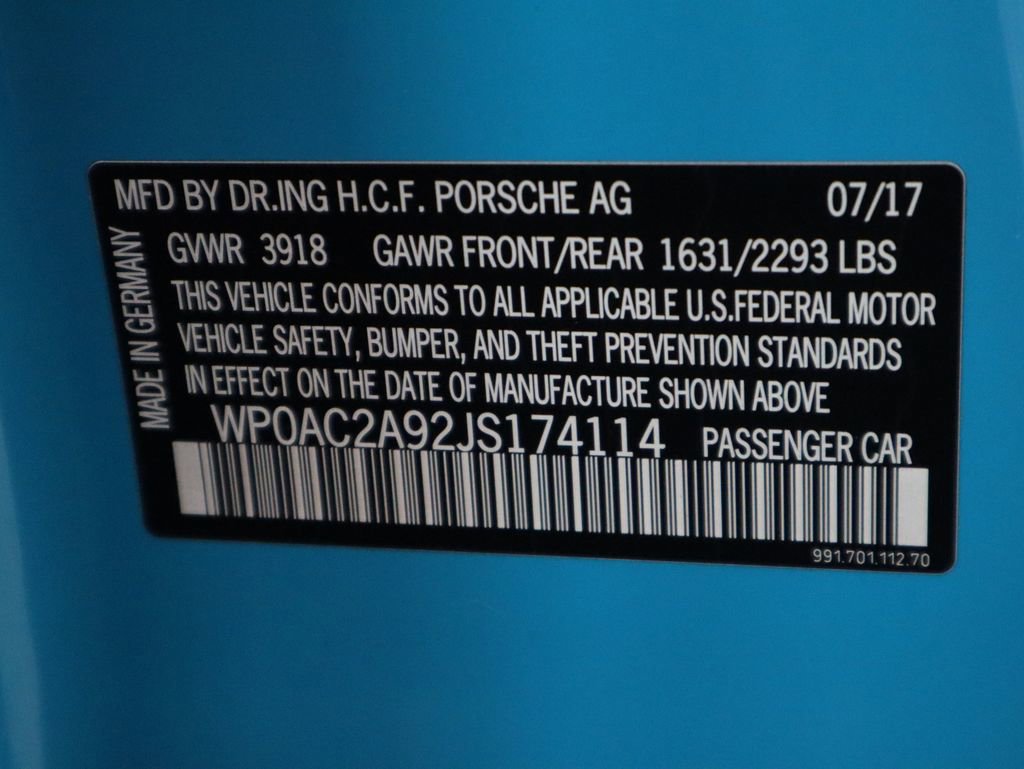 MFD BY DR.ING H.C.F. PORSCHE AG 07/17
GVWR 3918 GAWR FRONT/REAR 1631/2293 LBS
THIS VEHICLE CONFORMS TO ALL APPLICABLE U.S.FEDERAL MOTOR
VEHICLE SAFETY, BUMPER, AND THEFT PREVENTION STANDARDS
IN EFFECT ON THE DATE OF MANUFACTURE SHOWN ABOVE
WP0AC2A92JS174114 PASSENGER CAR
991.701.112.70
MADE IN GERMANY